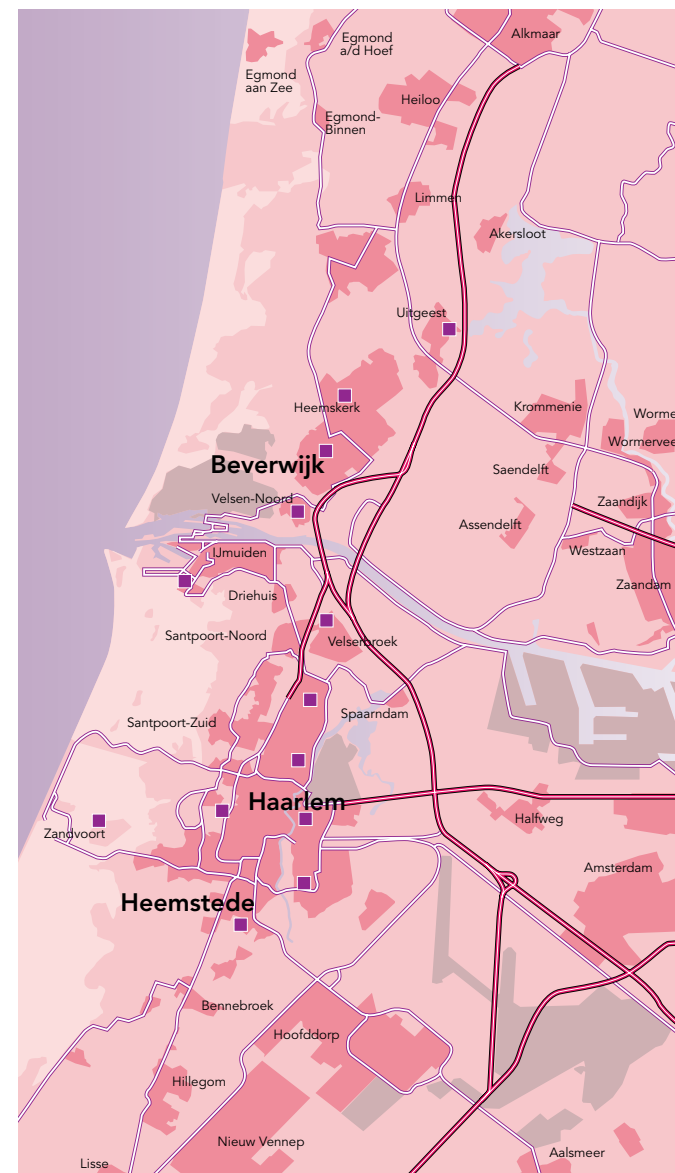 Alkmaar
Egmond
a/d Hoef
Egmond
aan Zee
Heiloo
Egmond-
Binnen
Limmen
Akersloot
Uitgeest
Heemskerk
Krommenie
Worme
Wormervee
Beverwijk
Saendelft
Velsen-Noord
Zaandijk
Assendelft
IJmuiden
Westzaan
Zaandam
Driehuis
Santpoort-Noord
Velserbroek
Spaarndam
Santpoort-Zuid
Haarlem
Halfweg
Zandvoort
Amsterdam
Heemstede
Bennebroek
Hoofddorp
Hillegom
Nieuw Vennep
Aalsmeer
Lisse